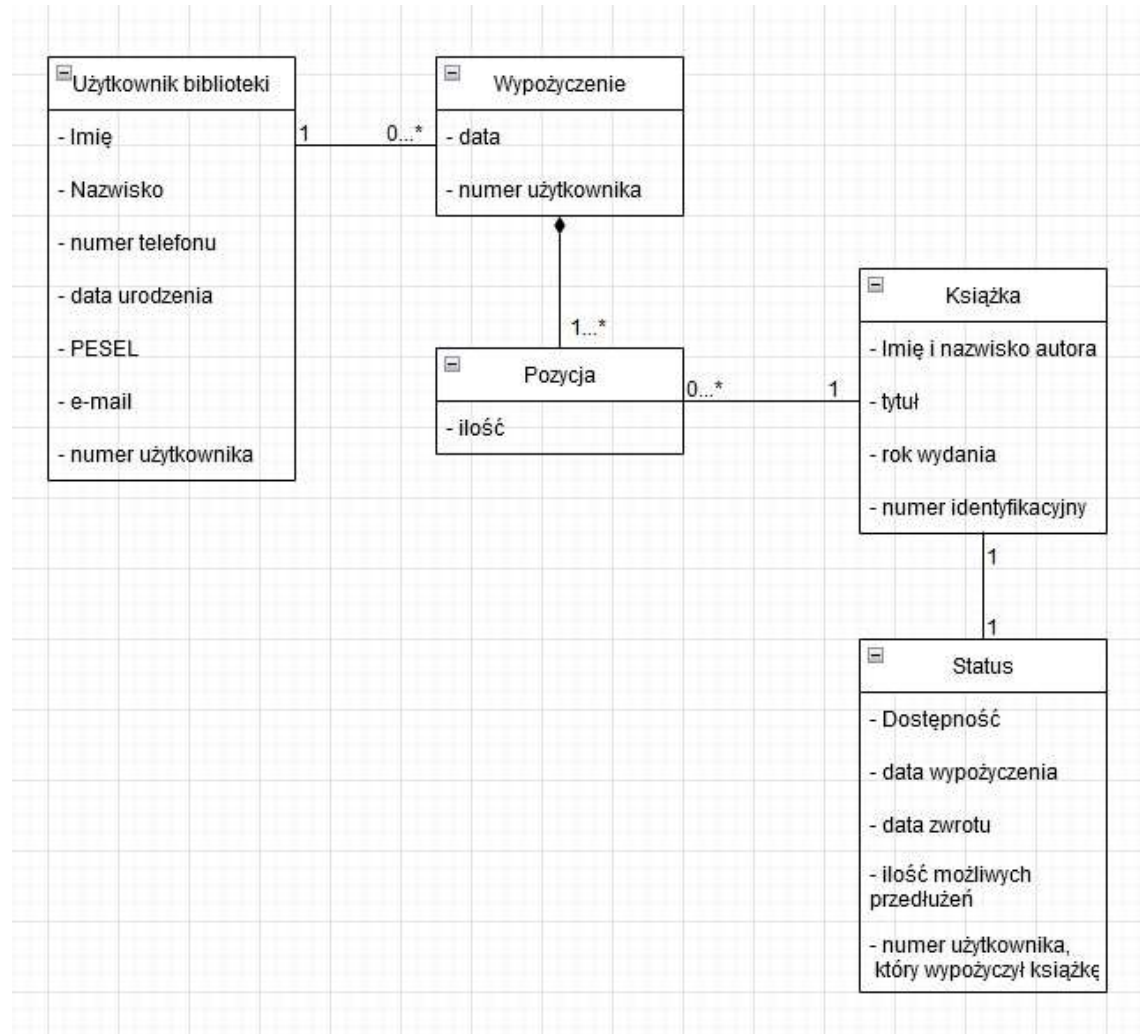 Użytkownik biblioteki
- Imię
- Nazwisko
- numer telefonu
- data urodzenia
- PESEL
- e-mail
- numer użytkownika
1
0...*
Wypożyczenie
- data
- numer użytkownika
1...*
Pozycja
- ilość
0...*
1
Książka
- Imię i nazwisko autora
- tytuł
- rok wydania
- numer identyfikacyjny
1
1
Status
- Dostępność
- data wypożyczenia
- data zwrotu
- ilość możliwych
przedłużeń
- numer użytkownika,
który wypożyczył książkę